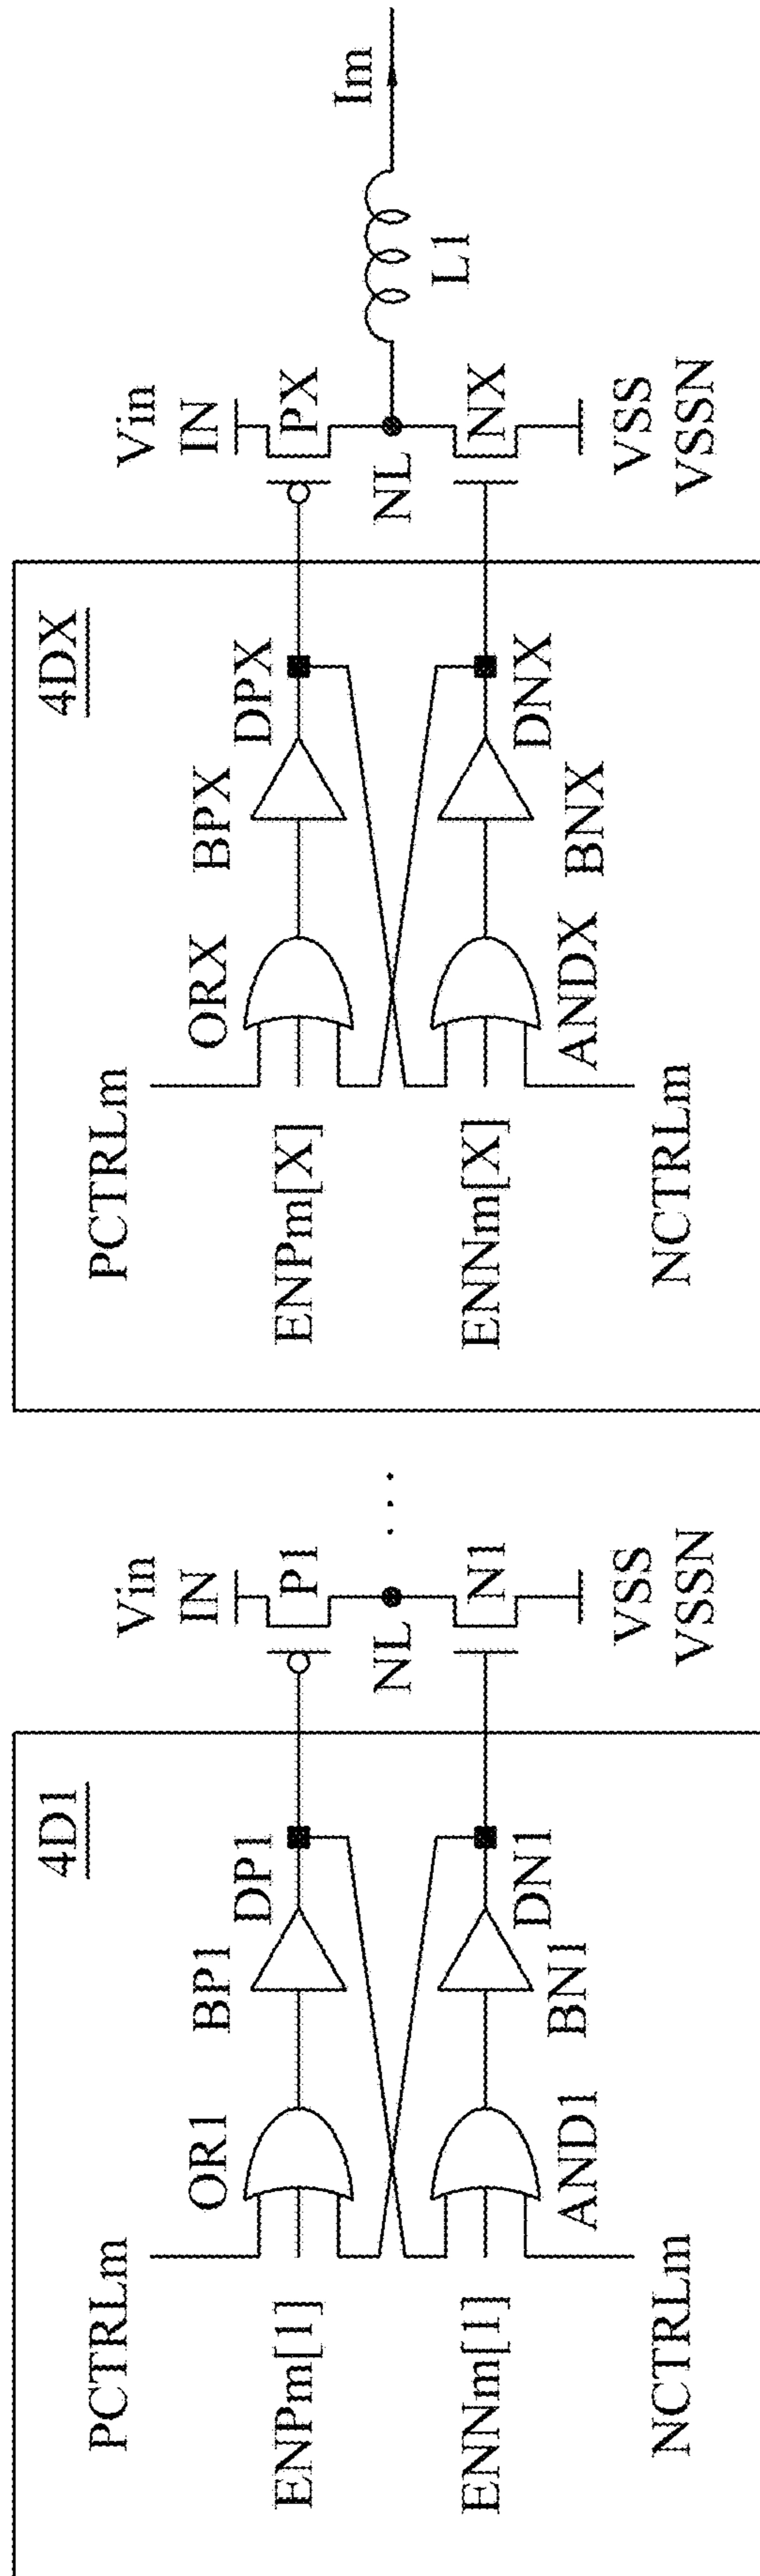 4D1
PCTRLm
OR1
BP1
DP1
ENPm[1]
ENNm[1]
AND1
BN1
DN1
NCTRLm
Vin
IN
P1
NL
N1
VSS
VSSN
. . .
4DX
PCTRLm
ORX
BPX
DPX
ENPm[X]
ENNm[X]
ANDX
BNX
DNX
NCTRLm
Vin
IN
PX
NL
NX
VSS
VSSN
L1
Im